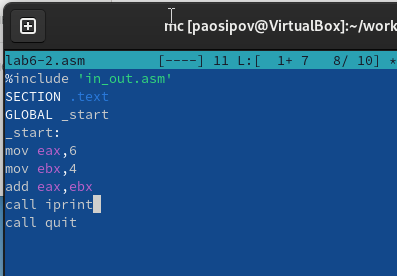 mc [paosipov@VirtualBox]:~/work
lab6-2.asm [----] 11 L:[ 1+ 7 8/ 10] *
%include 'in_out.asm'
SECTION .text
GLOBAL _start
_start:
mov eax,6
mov ebx,4
add eax,ebx
call iprint
call quit